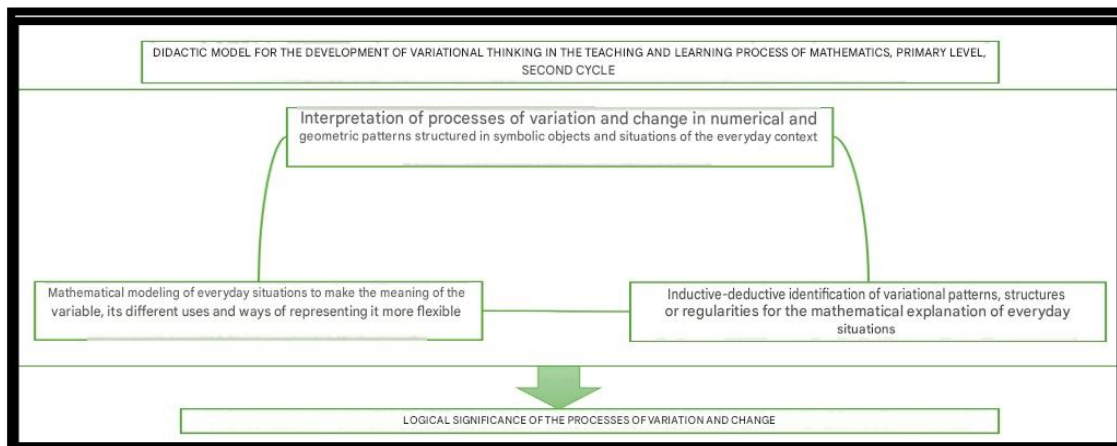 DIDACTIC MODEL FOR THE DEVELOPMENT OF VARIATIONAL THINKING IN THE TEACHING AND LEARNING PROCESS OF MATHEMATICS, PRIMARY LEVEL,
SECOND CYCLE
Interpretation of processes of variation and change in numerical and
geometric patterns structured in symbolic objects and situations of the everyday context
Mathematical modeling of everyday situations to make the meaning of the
variable, its different uses and ways of representing it more flexible
Inductive-deductive identification of variational patterns, structures
or regularities for the mathematical explanation of everyday
situations
LOGICAL SIGNIFICANCE OF THE PROCESSES OF VARIATION AND CHANGE